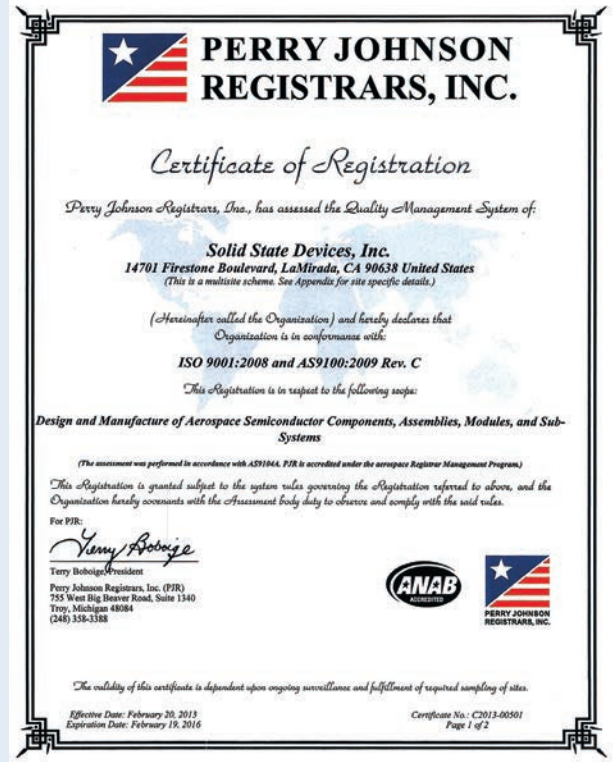 PERRY JOHNSON
REGISTRARS, INC.
Certificate of Registration
Perry Johnson Registrars, Inc., has assessed the Quality Management System of:
Solid State Devices, Inc.
14701 Firestone Boulevard, LaMirada, CA 90638 United States
(This is a multisite scheme. See Appendix for site specific details.)
(Hereinafter called the Organization) and hereby declares that
Organization is in conformance with:
ISO 9001:2008 and AS9100:2009 Rev. C
This Registration is in respect to the following scope:
Design and Manufacture of Aerospace Semiconductor Components, Assemblies, Modules, and Sub-
Systems
(The assessment was performed in accordance with AS9104A. PJR is accredited under the aerospace Registrar Management Program.)
This Registration is granted subject to the system rules governing the Registration referred to above, and the
Organization hereby covenants with the Assessment body duty to observe and comply with the said rules.
For PJR:
Terry Boboige
Terry Boboige, President
Perry Johnson Registrars, Inc. (PJR)
755 West Big Beaver Road, Suite 1340
Troy, Michigan 48084
(248) 358-3388
ANAB
ACCREDITED
PERRY JOHNSON
REGISTRARS, INC.
The validity of this certificate is dependent upon ongoing surveillance and fulfillment of required sampling of sites.
Effective Date: February 20, 2013
Expiration Date: February 19, 2016
Certificate No.: C2013-00501
Page 1 of 2